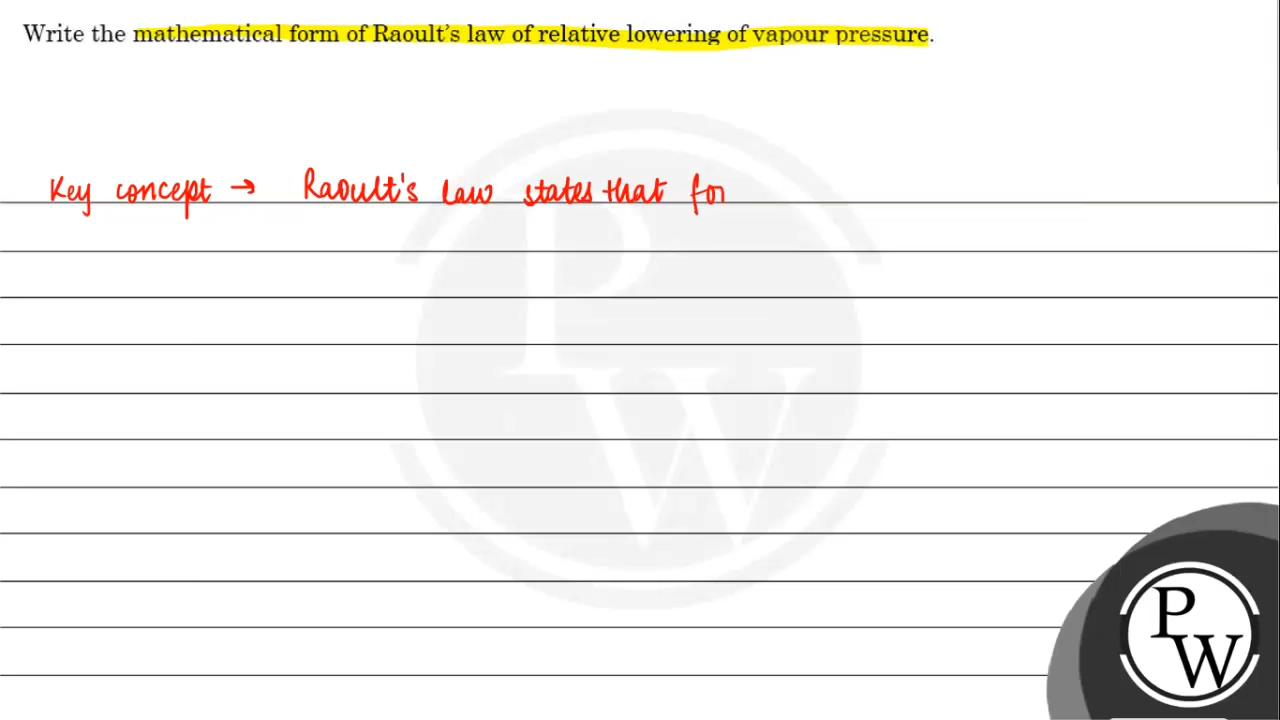 Write the mathematical form of Raoult's law of relative lowering of vapour pressure.
Key concept → Raoult's law states that for
P
W
P
W